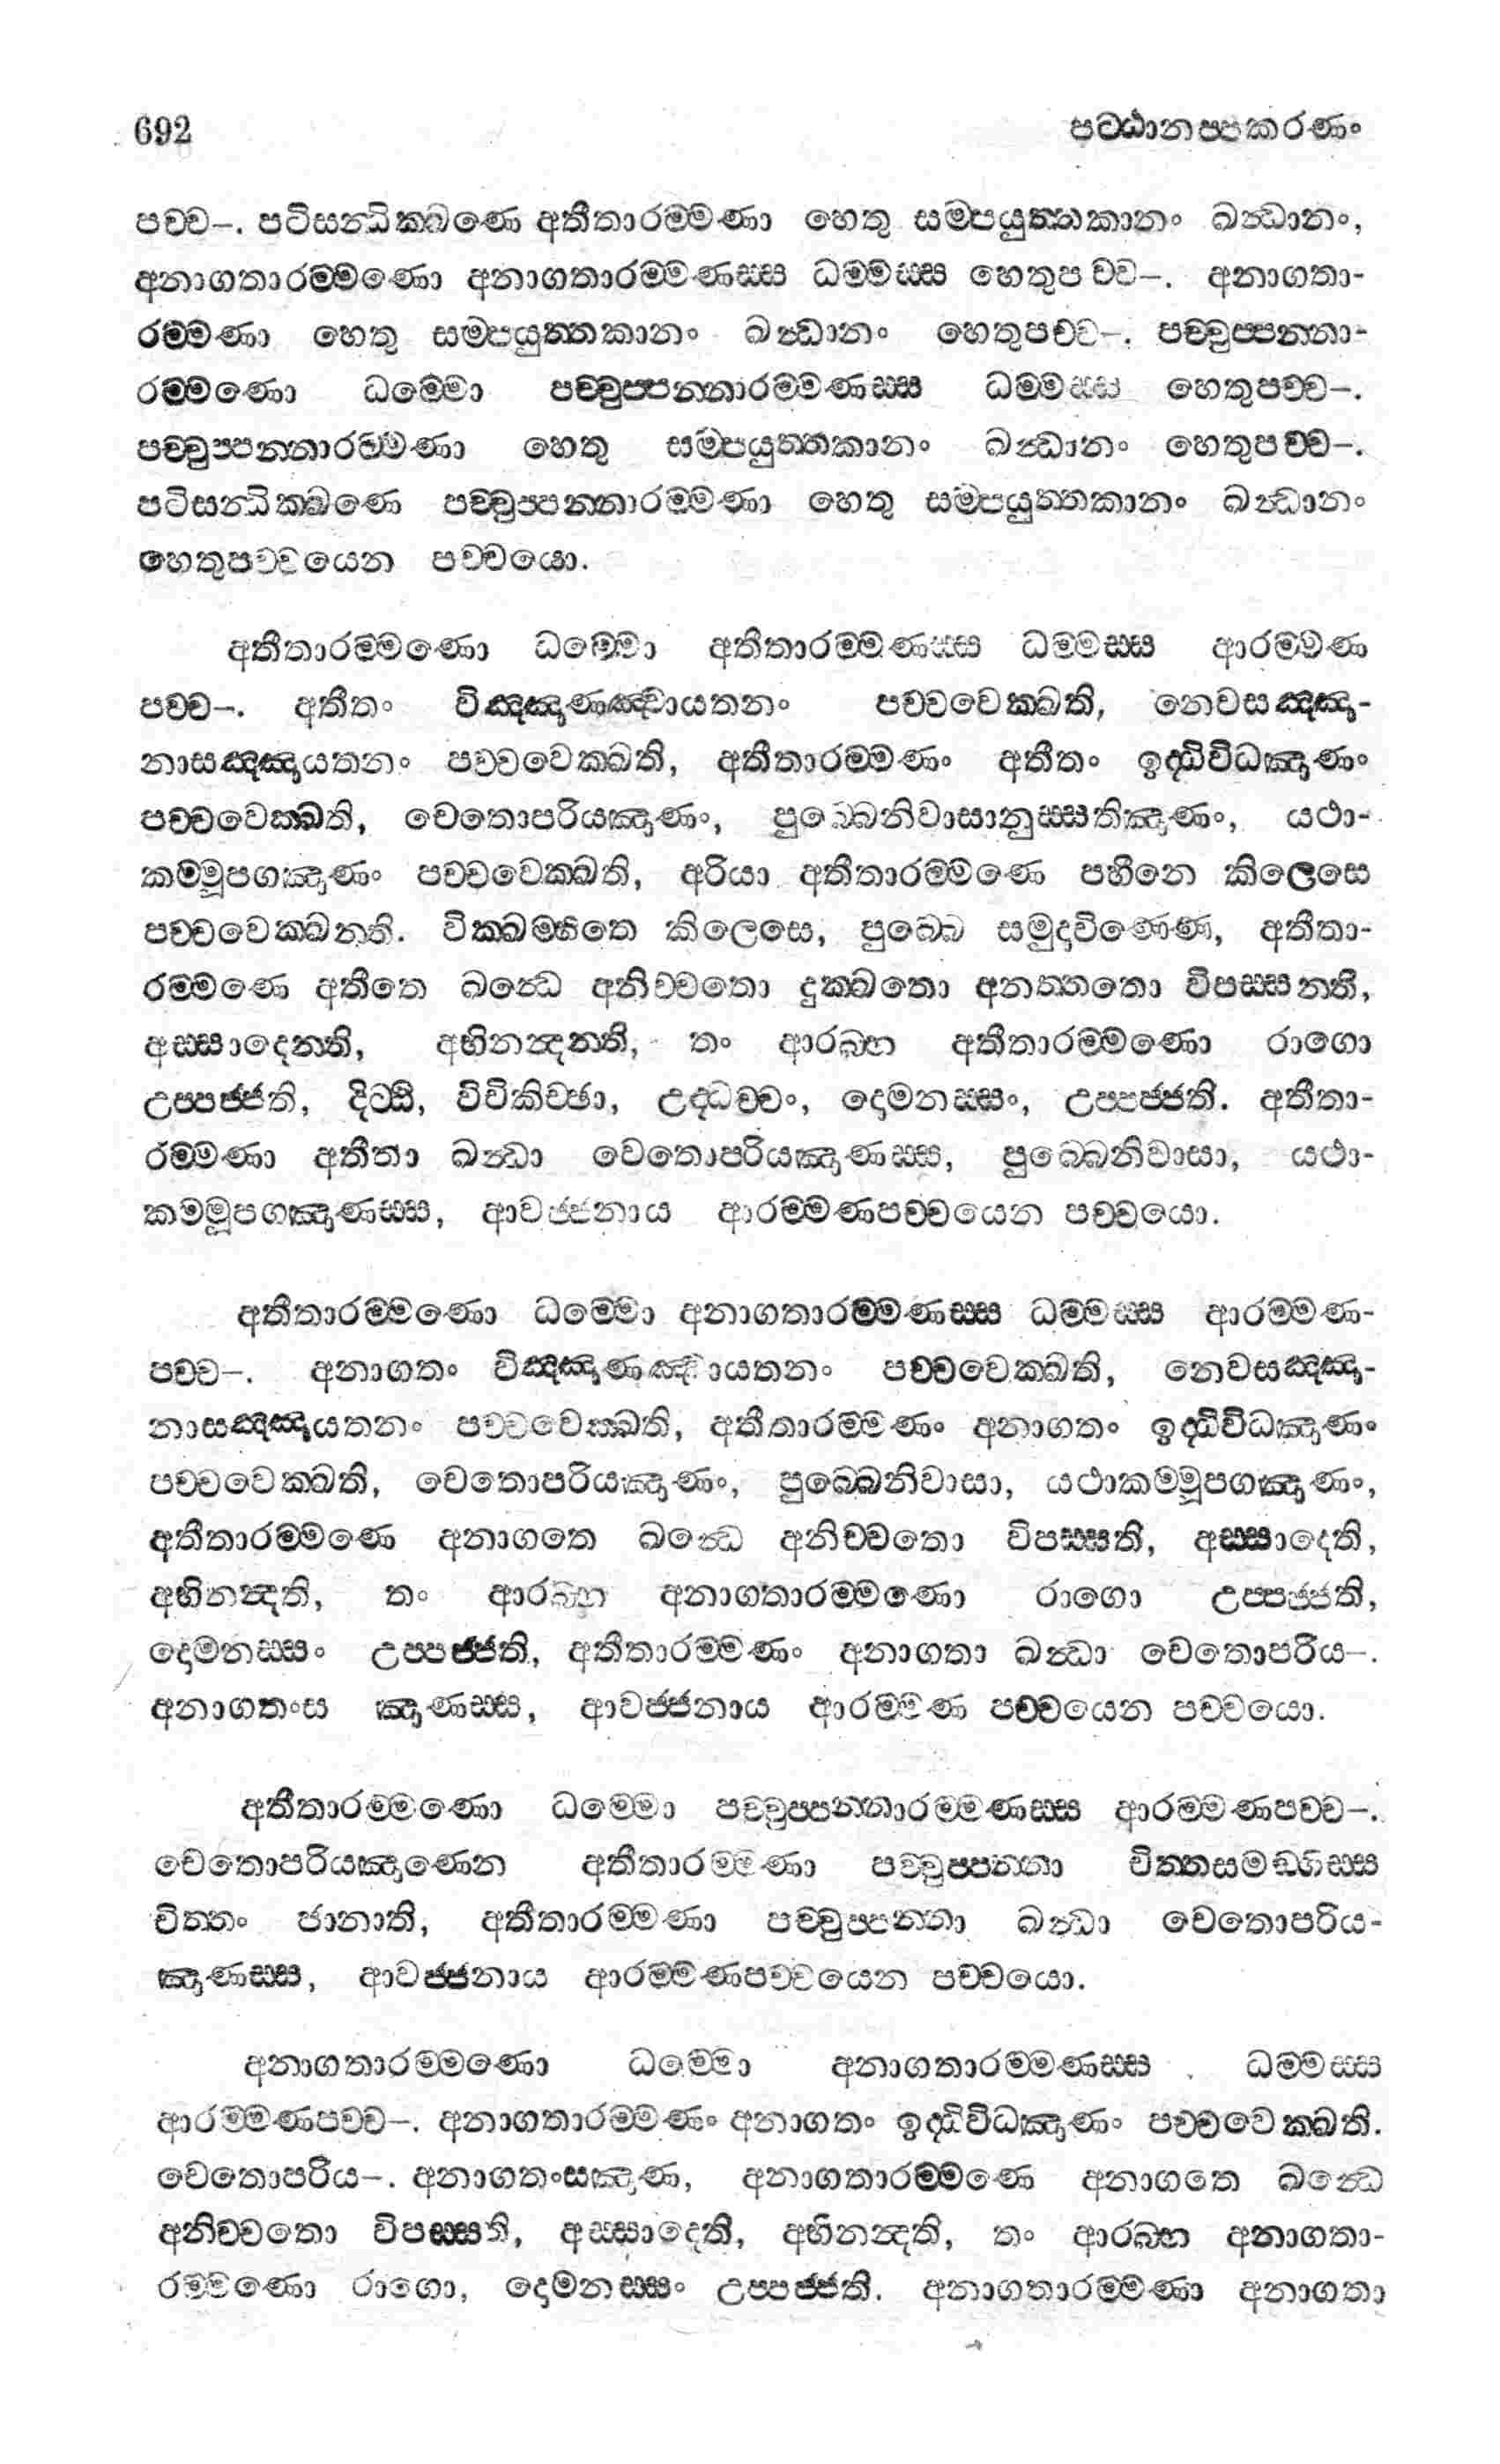 692 පට්ඨානප්පකරණං
පච්ච–. පටිසන්ධික්ඛණෙ අතීතාරම්මණා හෙතු සම්පයුත්තකානං ඛන්ධානං,
අනාගතාරම්මණො අනාගතාරම්මණස්ස ධම්මස්ස හෙතුපච්ච–. අනාගතා-
රම්මණා හෙතු සම්පයුත්තකානං ඛන්ධානං හෙතුපච්ච–. පච්චුප්පන්නා-
රම්මණො ධම්මො පච්චුප්පන්නාරම්මණස්ස ධම්මස්ස හෙතුපච්ච–.
පච්චුප්පන්නාරම්මණා හෙතු සම්පයුත්තකානං ඛන්ධානං හෙතුපච්ච–.
පටිසන්ධික්ඛණෙ පච්චුප්පන්නාරම්මණා හෙතු සම්පයුත්තකානං ඛන්ධානං
හෙතුපච්චයෙන පච්චයො.
අතීතාරම්මණො ධම්මො අතීතාරම්මණස්ස ධම්මස්ස ආරම්මණ
පච්ච–. අතීතං විඤ්ඤාණඤ්චායතනං පච්චවෙක්ඛති, නෙවසඤ්ඤා-
නාසඤ්ඤායතනං පච්චවෙක්ඛති, අතීතාරම්මණං අතීතං ඉද්ධිවිධඤාණං
පච්චවෙක්ඛති, චෙතොපරියඤාණං, පුබ්බෙනිවාසානුස්සතිඤාණං, යථා-
කම්මූපගඤාණං පච්චවෙක්ඛති, අරියා අතීතාරම්මණෙ පහීනෙ කිලෙසෙ
පච්චවෙක්ඛන්ති. වික්ඛම්භිතෙ කිලෙසෙ, පුබ්බෙ සමුදාචිණ්ණෙ, අතීතා-
රම්මණෙ අතීතෙ ඛන්ධෙ අනිච්චතො දුක්ඛතො අනත්තතො විපස්සන්ති,
අස්සාදෙන්ති, අභිනන්දන්ති, තං ආරබ්භ අතීතාරම්මණො රාගො
උප්පජ්ජති, දිට්ඨි, විචිකිච්ඡා, උද්ධච්චං, දොමනස්සං, උප්පජ්ජති. අතීතා-
රම්මණා අතීතා ඛන්ධා චෙතොපරියඤාණස්ස, පුබ්බෙනිවාසා, යථා-
කම්මූපගඤාණස්ස, ආවජ්ජනාය ආරම්මණපච්චයෙන පච්චයො.
අතීතාරම්මණො ධම්මො අනාගතාරම්මණස්ස ධම්මස්ස ආරම්මණ-
පච්ච–. අනාගතං විඤ්ඤාණඤ්චායතනං පච්චවෙක්ඛති, නෙවසඤ්ඤා-
නාසඤ්ඤායතනං පච්චවෙක්ඛති, අතීතාරම්මණං අනාගතං ඉද්ධිවිධඤාණං
පච්චවෙක්ඛති, චෙතොපරියඤාණං, පුබ්බෙනිවාසා, යථාකම්මූපගඤාණං,
අතීතාරම්මණෙ අනාගතෙ ඛන්ධෙ අනිච්චතො විපස්සති, අස්සාදෙති,
අභිනන්දති, තං ආරබ්භ අනාගතාරම්මණො රාගො උප්පජ්ජති,
දොමනස්සං උප්පජ්ජති, අතීතාරම්මණං අනාගතා ඛන්ධා චෙතොපරිය–.
අනාගතංස ඤාණස්ස, ආවජ්ජනාය ආරම්මණ පච්චයෙන පච්චයො.
අතීතාරම්මණො ධම්මො පච්චුප්පන්නාරම්මණස්ස ආරම්මණපච්ච–.
චෙතොපරියඤාණෙන අතීතාරම්මණා පච්චුප්පන්නා චිත්තසමඞ්ගිස්ස
චිත්තං ජානාති, අතීතාරම්මණා පච්චුප්පන්නා ඛන්ධා චෙතොපරිය-
ඤාණස්ස, ආවජ්ජනාය ආරම්මණපච්චයෙන පච්චයො.
අනාගතාරම්මණො ධම්මො අනාගතාරම්මණස්ස ධම්මස්ස
ආරම්මණපච්ච–. අනාගතාරම්මණං අනාගතං ඉද්ධිවිධඤාණං පච්චවෙක්ඛති.
චෙතොපරිය–. අනාගතංසඤාණ, අනාගතාරම්මණෙ අනාගතෙ ඛන්ධෙ
අනිච්චතො විපස්සති, අස්සාදෙති, අභිනන්දති, තං ආරබ්භ අනාගතා-
රම්මණො රාගො, දොමනස්සං උප්පජ්ජති. අනාගතාරම්මණා අනාගතා